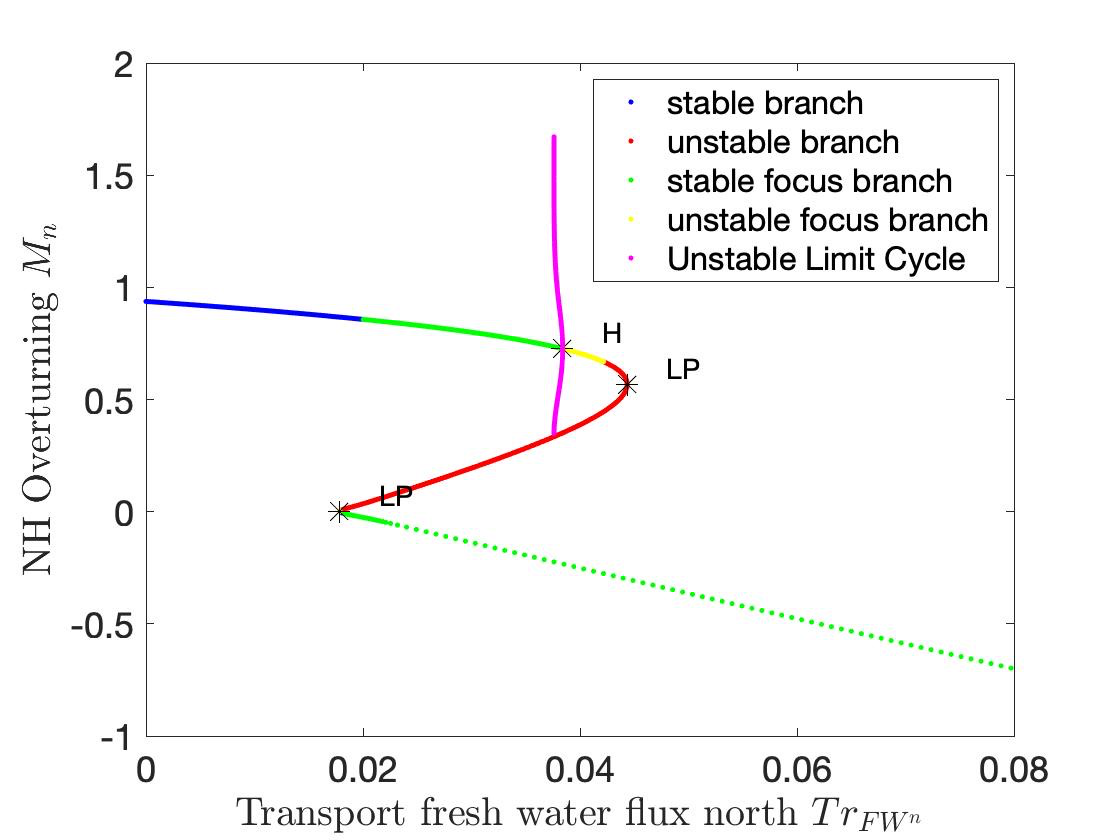 2
1.5
1
0.5
0
-0.5
-1
NH Overturning Mₙ
stable branch
unstable branch
stable focus branch
unstable focus branch
Unstable Limit Cycle
H
LP
LP
0 0.02 0.04 0.06 0.08
Transport fresh water flux north Tr_{FWⁿ}